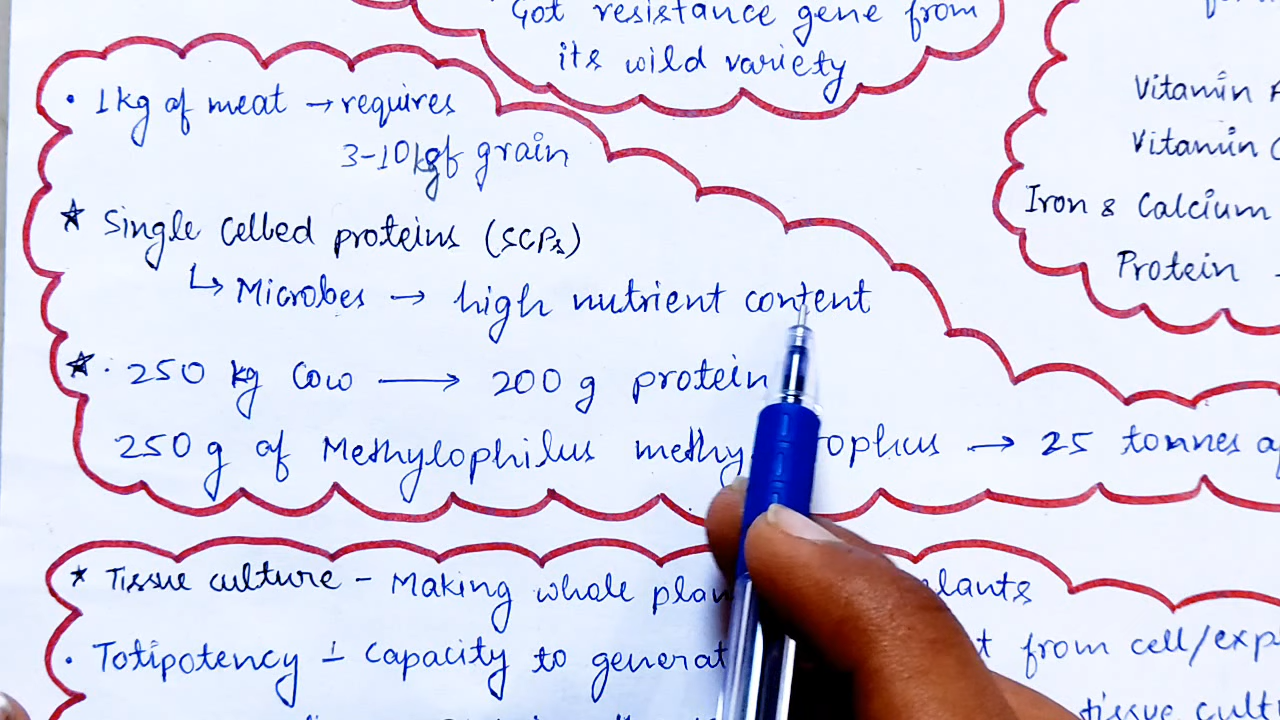 Got resistance gene from
its wild variety
• 1kg of meat → requires
3-10kg of grain
★ Single Celled proteins (SCPs)
↳ Microbes → high nutrient content
★ • 250 kg Cow → 200 g protein
250 g of Methylophilus → 25 tonnes
Vitamin
Vitamin
Iron & Calcium
Protein -
★ Tissue culture - Making whole
• Totipotency - capacity to from cell/
tissue